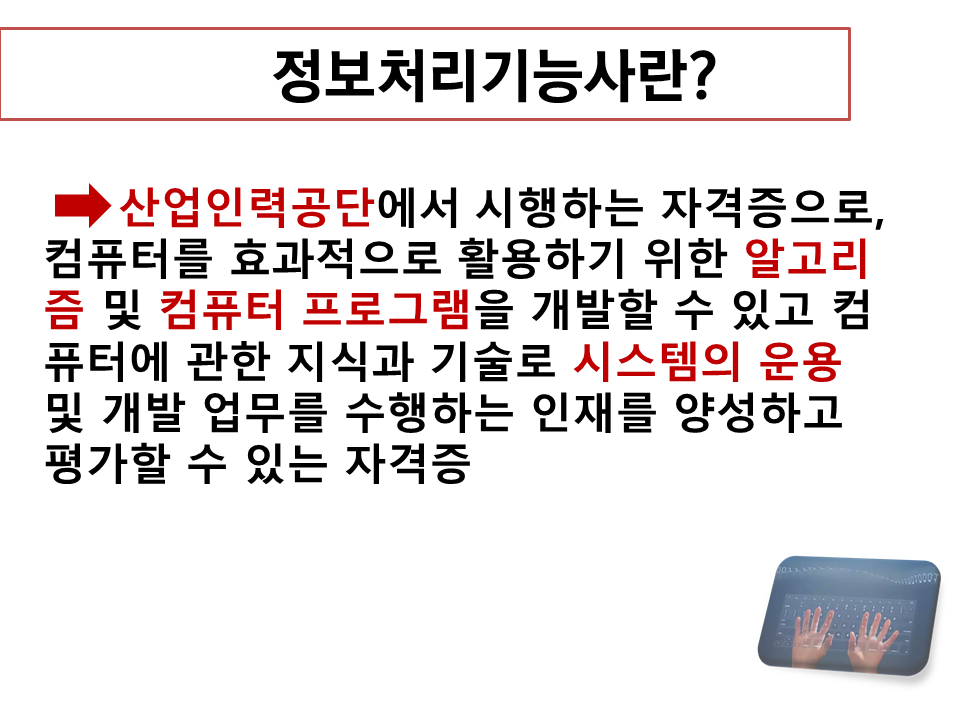 정보처리기능사란?
산업인력공단에서 시행하는 자격증으로,
컴퓨터를 효과적으로 활용하기 위한 알고리
즘 및 컴퓨터 프로그램을 개발할 수 있고 컴
퓨터에 관한 지식과 기술로 시스템의 운용
및 개발 업무를 수행하는 인재를 양성하고
평가할 수 있는 자격증